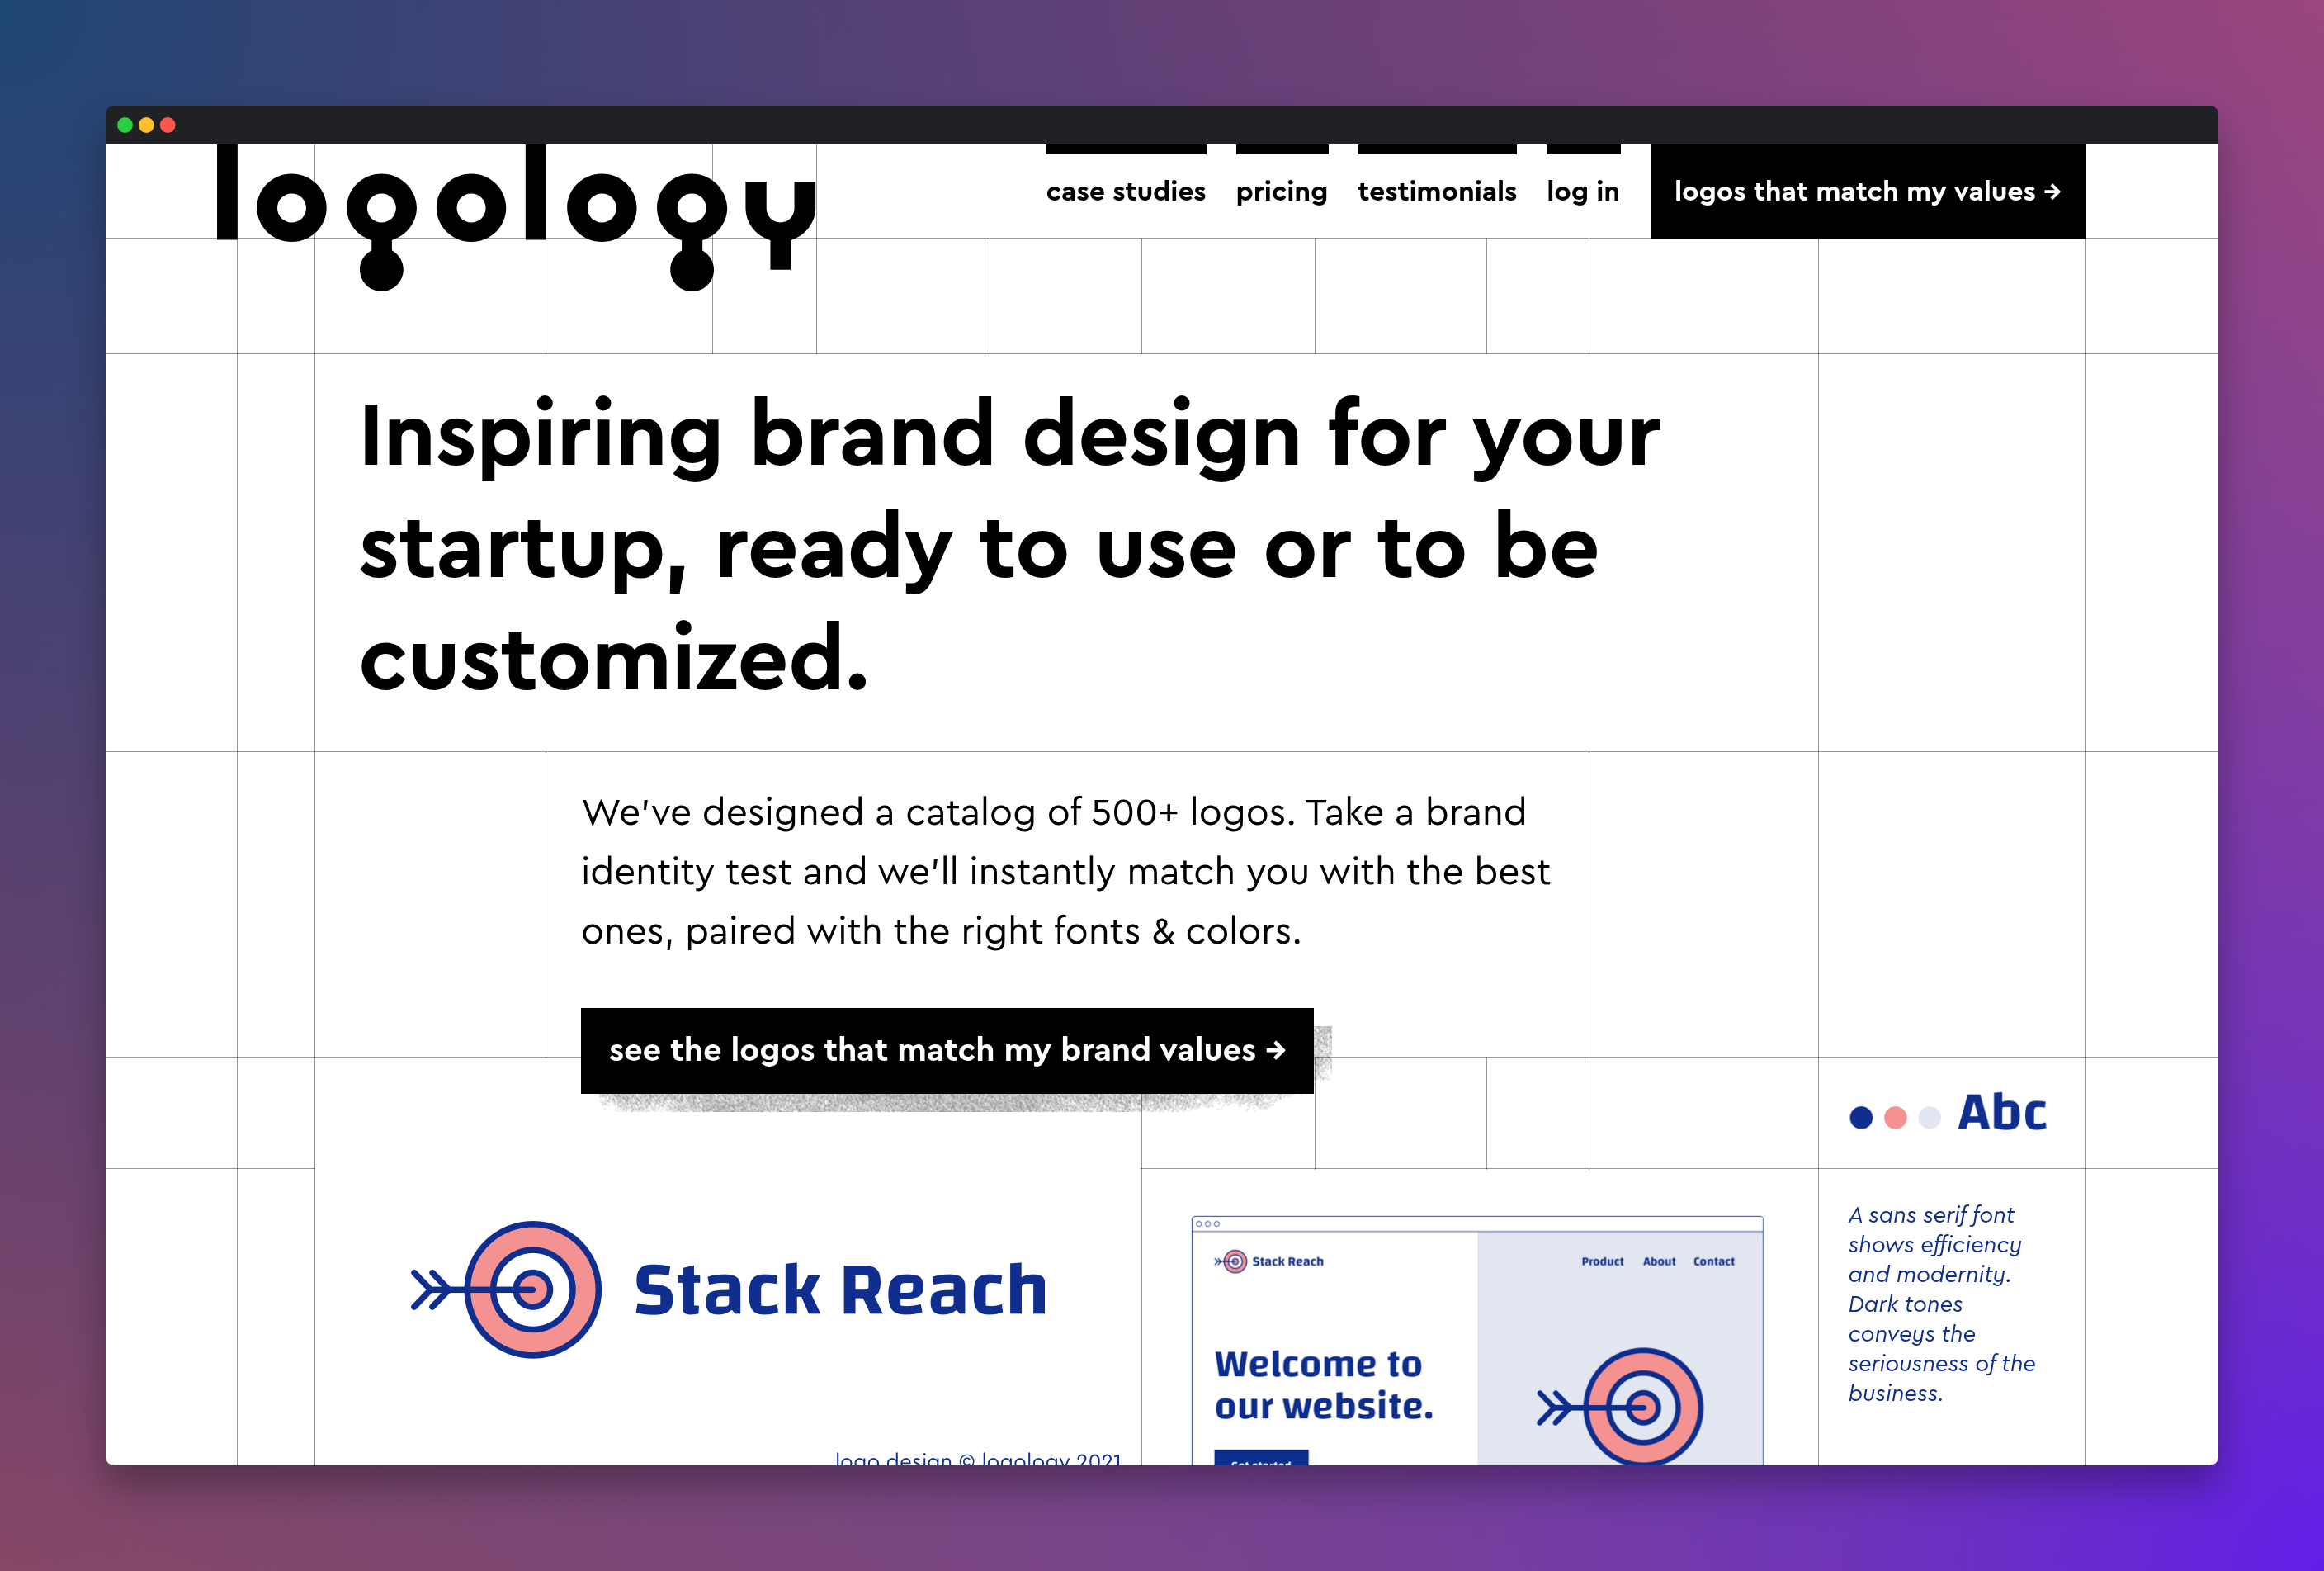 logology
case studies
pricing
testimonials
log in
logos that match my values →
Inspiring brand design for your
startup, ready to use or to be
customized.
We've designed a catalog of 500+ logos. Take a brand
identity test and we'll instantly match you with the best
ones, paired with the right fonts & colors.
see the logos that match my brand values →
Abc
A sans serif font
shows efficiency
and modernity.
Dark tones
conveys the
seriousness of the
business.
Stack Reach
logo design © logology 2021
Stack Reach
Product
About
Contact
Welcome to
our website.
Get started